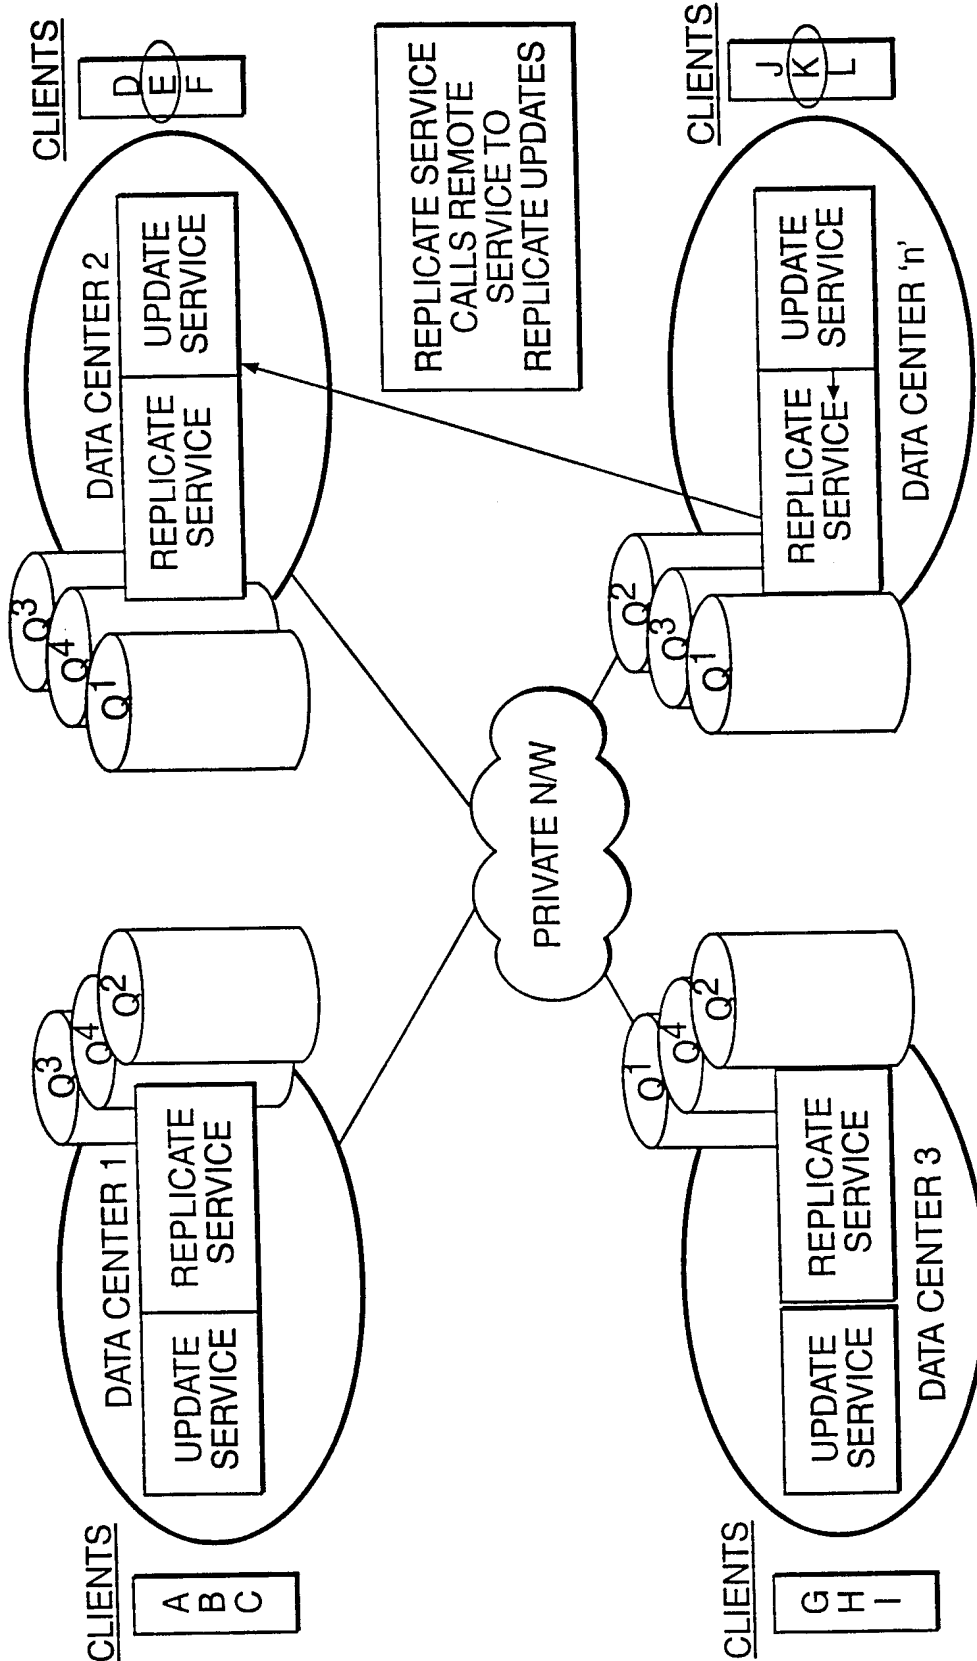 CLIENTS
A
B
C
DATA CENTER 1
UPDATE
SERVICE
REPLICATE
SERVICE
Q3
Q4
Q2
DATA CENTER 2
Q3
Q4
Q1
REPLICATE
SERVICE
UPDATE
SERVICE
CLIENTS
D
E
F
PRIVATE N/W
REPLICATE SERVICE
CALLS REMOTE
SERVICE TO
REPLICATE UPDATES
CLIENTS
G
H
I
UPDATE
SERVICE
REPLICATE
SERVICE
DATA CENTER 3
Q1
Q4
Q2
Q2
Q3
Q1
REPLICATE
SERVICE
UPDATE
SERVICE
DATA CENTER 'n'
CLIENTS
J
K
L